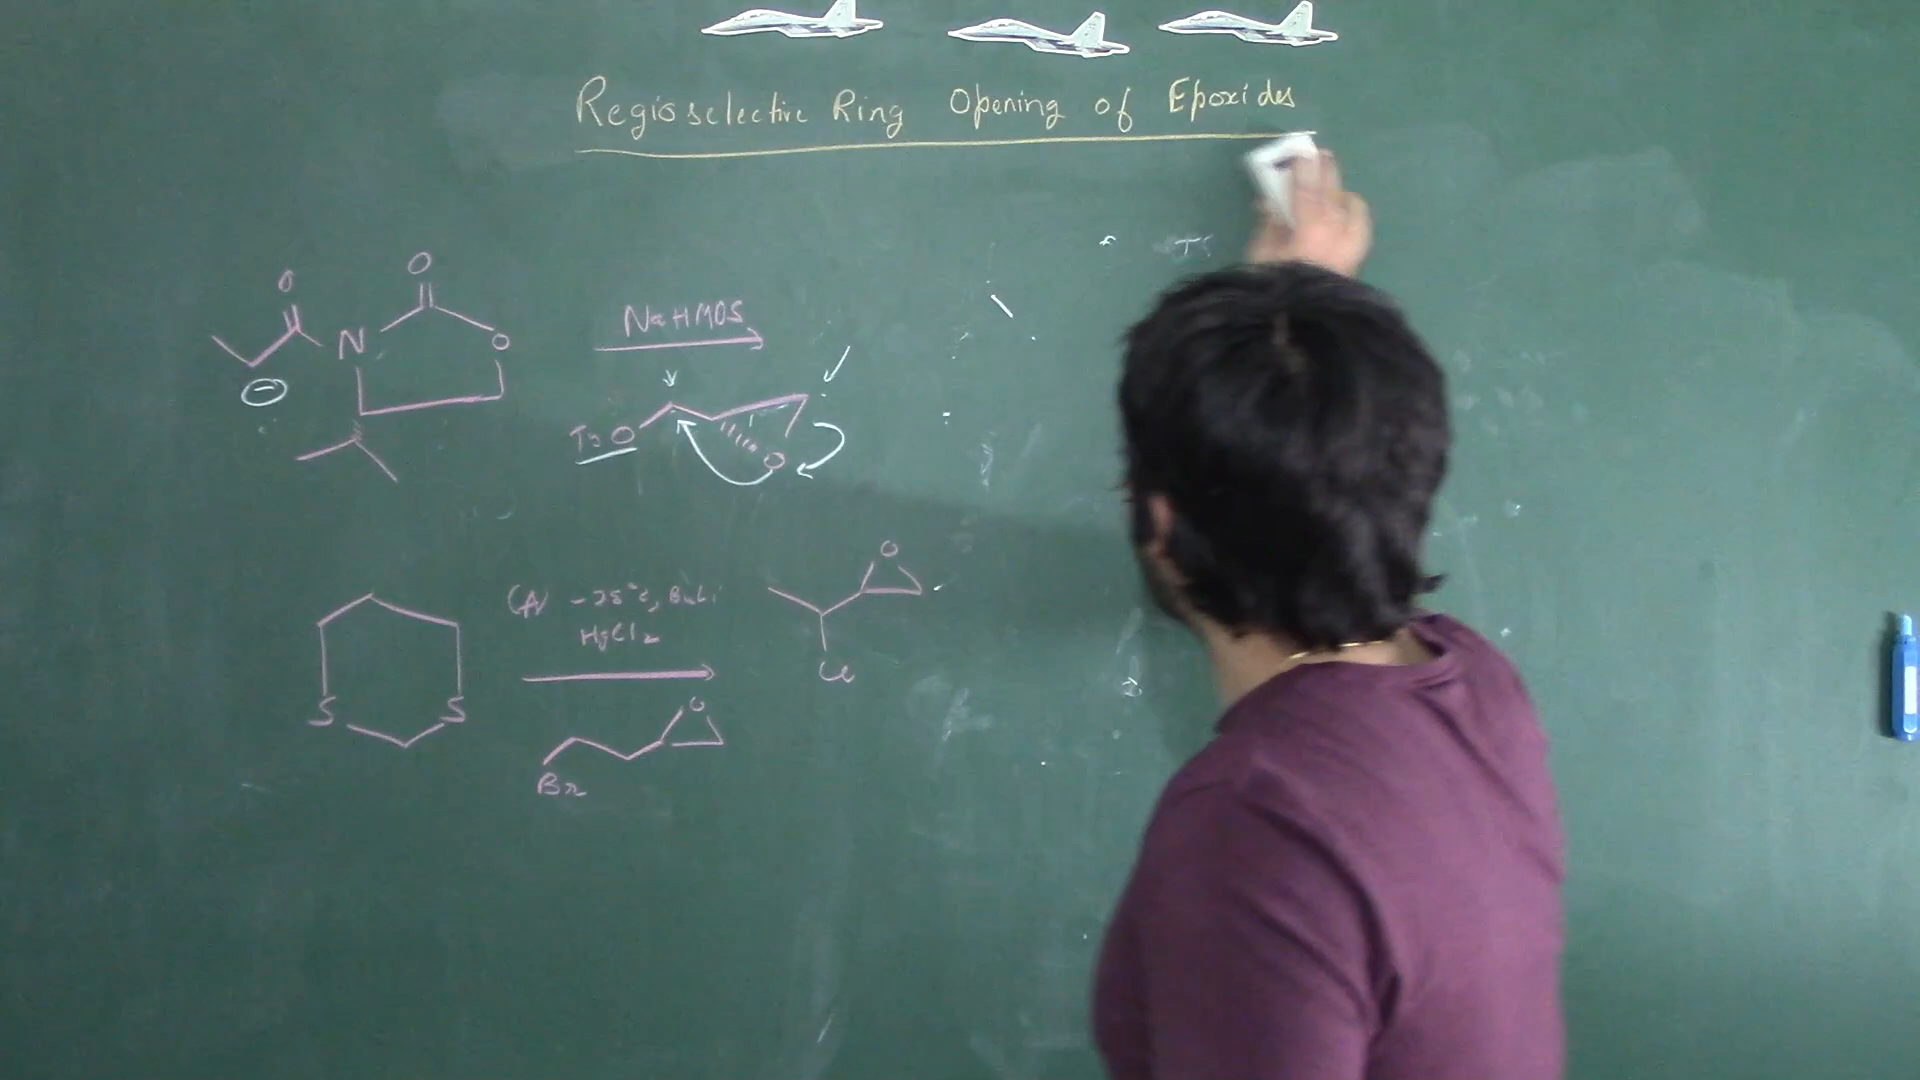 Regioselective Ring Opening of Epoxides
O
O
N
O
NaHMDS
TsO
O
O
(A) -78°C, BuLi
HgCl2
Cl
S
S
O
Br